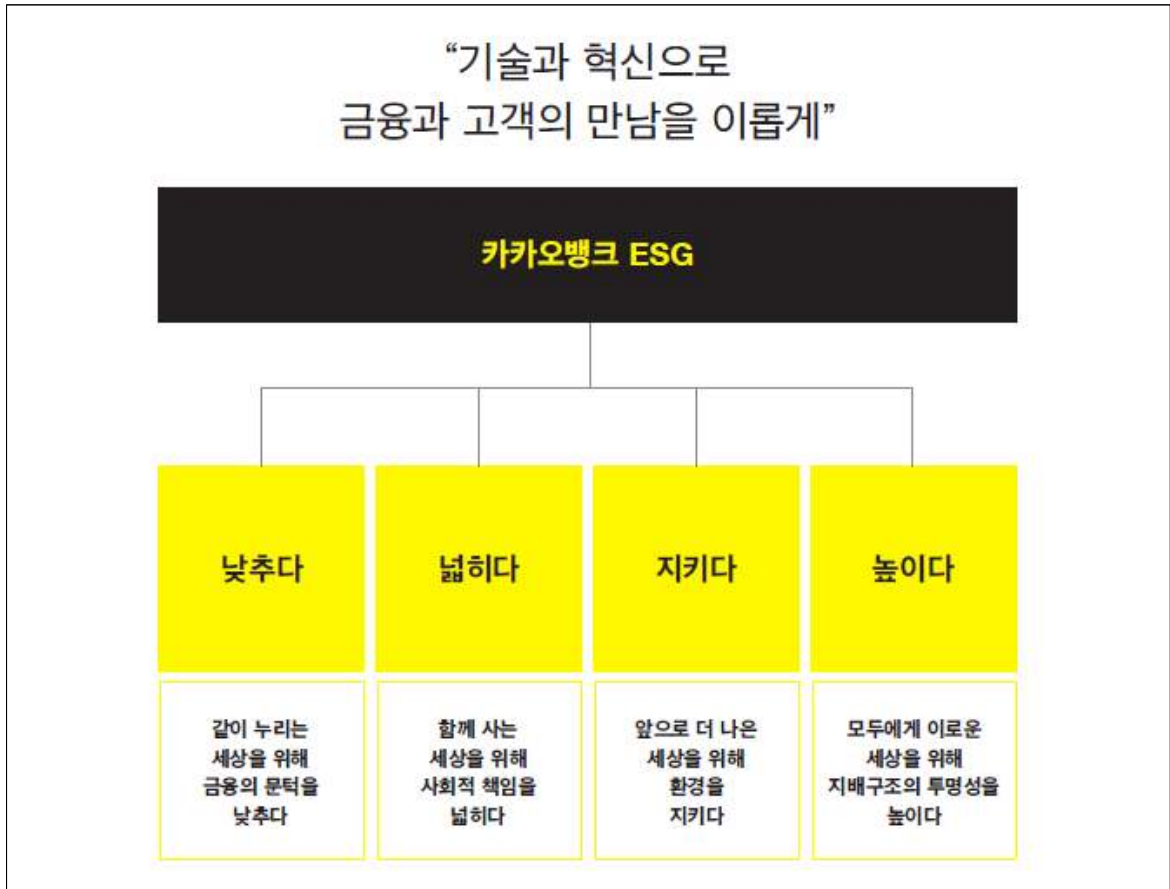 “기술과 혁신으로
금융과 고객의 만남을 이롭게”
카카오뱅크 ESG
낮추다
넓히다
지키다
높이다
같이 누리는
세상을 위해
금융의 문턱을
낮추다
함께 사는
세상을 위해
사회적 책임을
넓히다
앞으로 더 나은
세상을 위해
환경을
지키다
모두에게 이로운
세상을 위해
지배구조의 투명성을
높이다